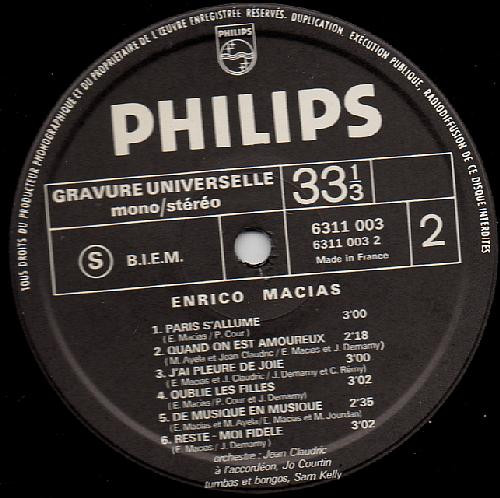 TOUS DROITS DU PRODUCTEUR PHONOGRAPHIQUE ET DU PROPRIETAIRE DE L'ŒUVRE ENREGISTREE RESERVES. DUPLICATION, EXECUTION PUBLIQUE, RADIODIFFUSION DE CE DISQUE INTERDITES
PHILIPS
PHILIPS
GRAVURE UNIVERSELLE
mono/stéréo
33 1/3
S B.I.E.M.
6311 003
6311 003 2
Made in France
2
ENRICO MACIAS
1. PARIS S'ALLUME 3'00
(E. Macias/P. Cour)
2. QUAND ON EST AMOUREUX 2'18
(M. Ayela et Jean Claudric/E. Macias et J. Demarny)
3. J'AI PLEURE DE JOIE 3'00
(E. Macias et J. Claudric/J. Demarny et C. Rémy)
4. OUBLIE LES FILLES 3'02
(E. Macias/P. Cour et J. Demarny)
5. DE MUSIQUE EN MUSIQUE 2'35
(E. Macias et M. Ayela/E. Macias et M. Jourdan)
6. RESTE-MOI FIDELE 3'02
(E. Macias/J. Demarny)
orchestre: Jean Claudric
à l'accordéon, Jo Courtin
tumbas et bongos, Sam Kelly